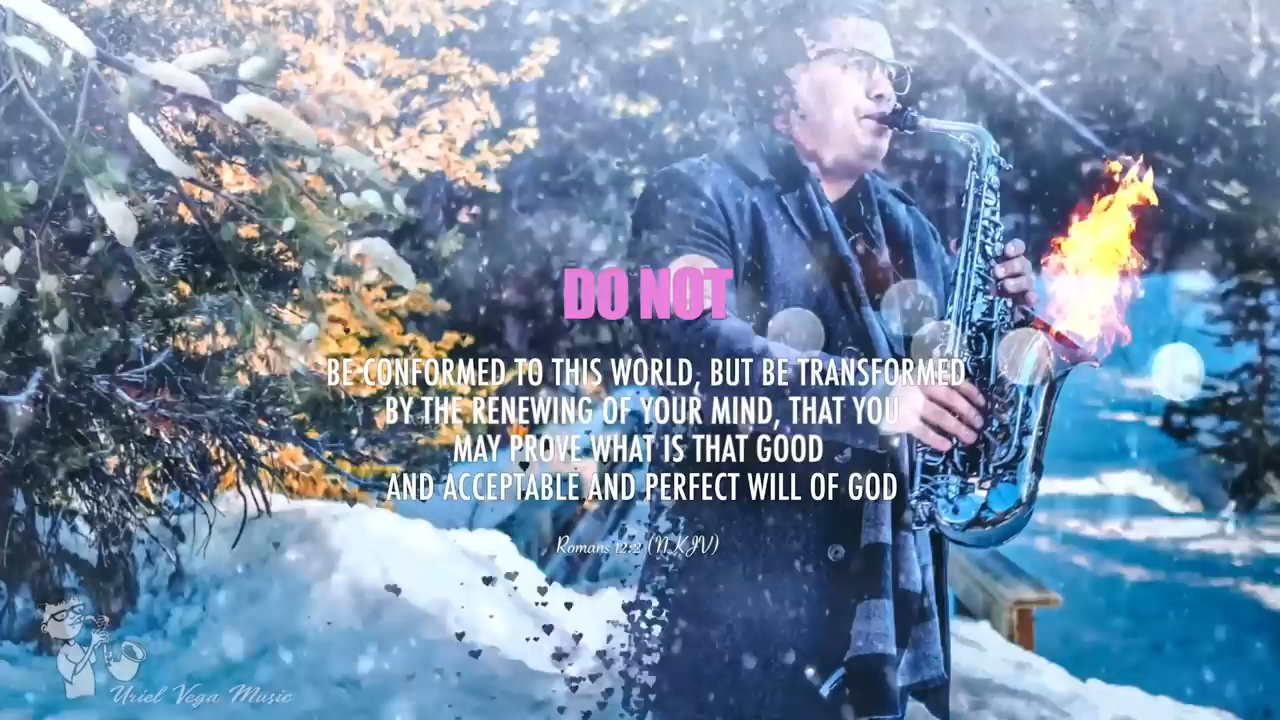 DO NOT
BE CONFORMED TO THIS WORLD, BUT BE TRANSFORMED
BY THE RENEWING OF YOUR MIND, THAT YOU
MAY PROVE WHAT IS THAT GOOD
AND ACCEPTABLE AND PERFECT WILL OF GOD
Romans 12:2 (NKJV)
Uriel Vega Music